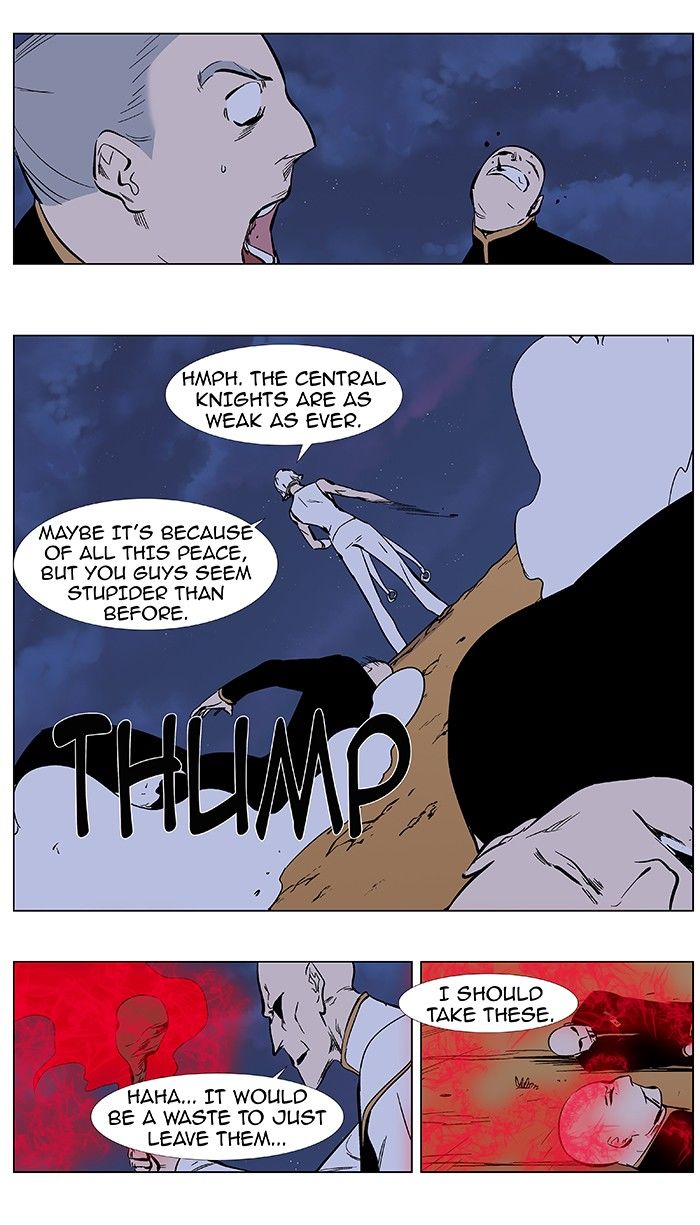 HMPH. THE CENTRAL
KNIGHTS ARE AS
WEAK AS EVER.
MAYBE IT'S BECAUSE
OF ALL THIS PEACE,
BUT YOU GUYS SEEM
STUPIDER THAN
BEFORE.
THUMP
HAHA... IT WOULD
BE A WASTE TO JUST
LEAVE THEM...
I SHOULD
TAKE THESE.